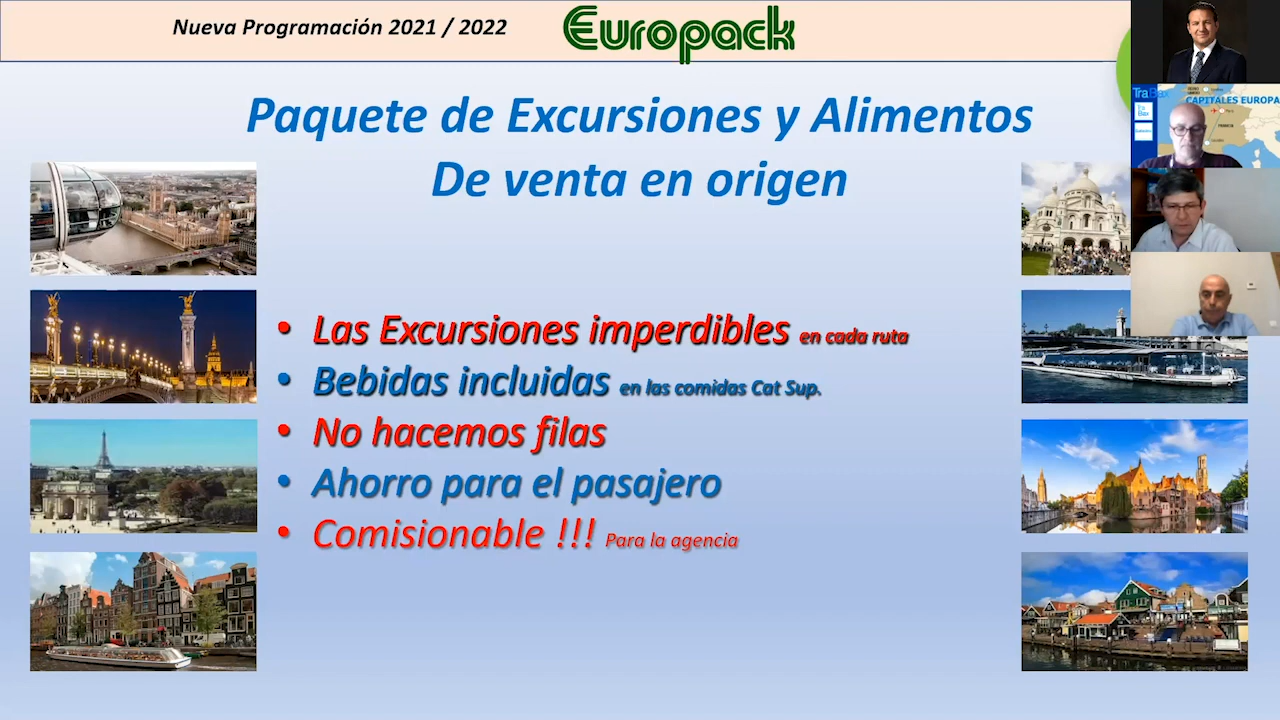 Nueva Programación 2021 / 2022
Europack
Paquete de Excursiones y Alimentos
De venta en origen
• Las Excursiones imperdibles en cada ruta
• Bebidas incluidas en las comidas Cat Sup.
• No hacemos filas
• Ahorro para el pasajero
• Comisionable !!! Para la agencia
CAPITALES EUROPA